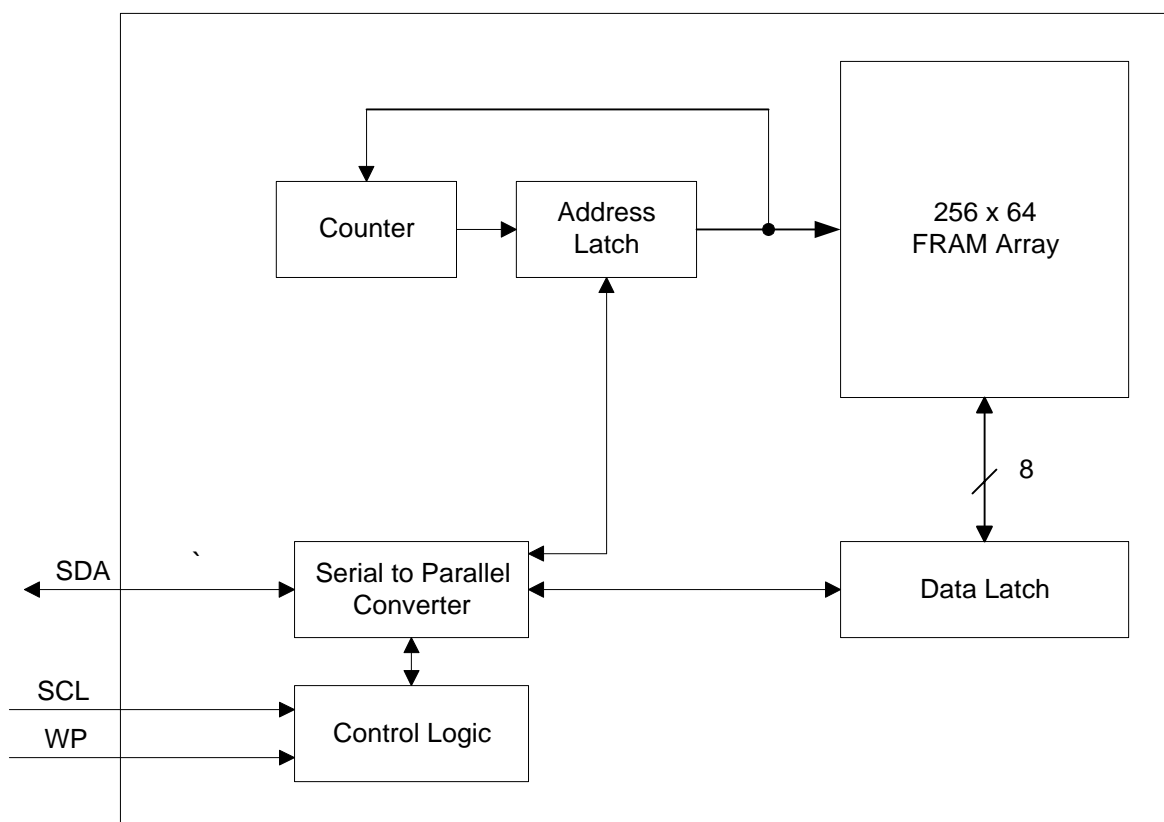 256 x 64
FRAM Array
Counter
Address
Latch
8
`
SDA
Serial to Parallel
Converter
Data Latch
SCL
WP
Control Logic